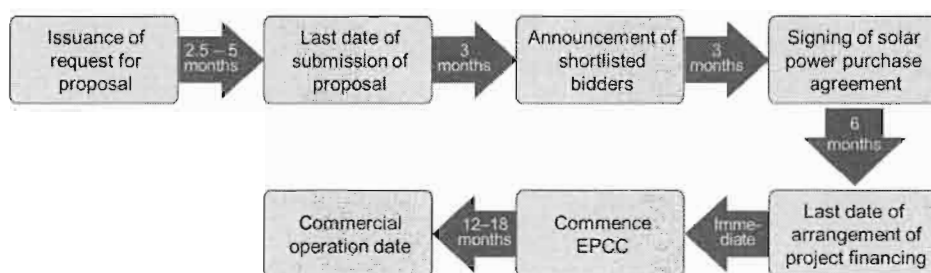 Issuance of
request for
proposal
2.5 – 5
months
Last date of
submission of
proposal
3
months
Announcement of
shortlisted
bidders
3
months
Signing of solar
power purchase
agreement
6
months
Last date of
arrangement of
project financing
Imme-
diate
Commence
EPCC
12–18
months
Commercial
operation date